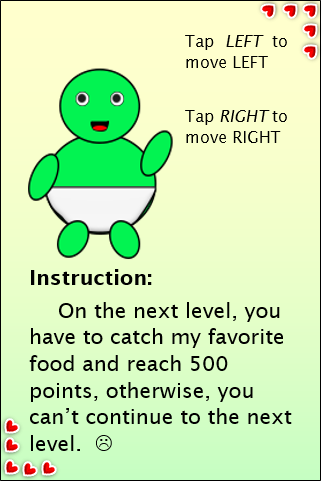 Tap LEFT to
move LEFT
Tap RIGHT to
move RIGHT
Instruction:
On the next level, you
have to catch my favorite
food and reach 500
points, otherwise, you
can’t continue to the next
level. ☹